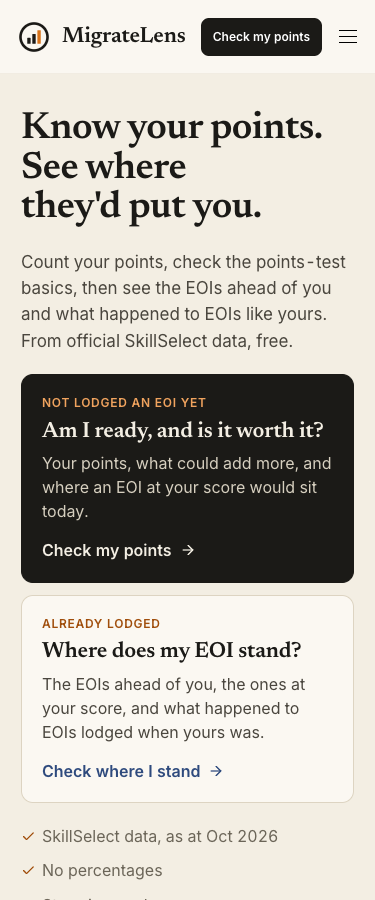 MigrateLens
Check my points
Know your points.
See where
they'd put you.
Count your points, check the points-test
basics, then see the EOIs ahead of you
and what happened to EOIs like yours.
From official SkillSelect data, free.
NOT LODGED AN EOI YET
Am I ready, and is it worth it?
Your points, what could add more, and
where an EOI at your score would sit
today.
Check my points →
ALREADY LODGED
Where does my EOI stand?
The EOIs ahead of you, the ones at
your score, and what happened to
EOIs lodged when yours was.
Check where I stand →
SkillSelect data, as at Oct 2026
No percentages